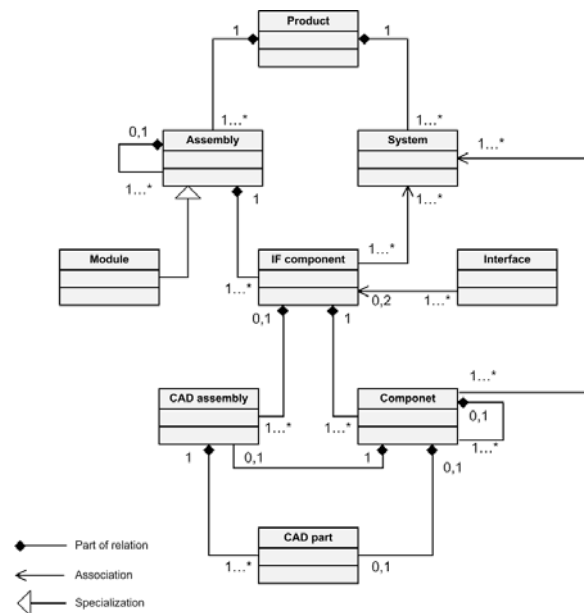 Product
1
1
1...*
1...*
0,1
Assembly
System
1...*
1...*
1
1...*
Module
IF component
1...*
Interface
1...*
0,2
1...*
0,1
1
CAD assembly
Componet
1...*
0,1
1...*
1...*
1...*
1
0,1
1
0,1
CAD part
1...*
0,1
Part of relation
Association
Specialization